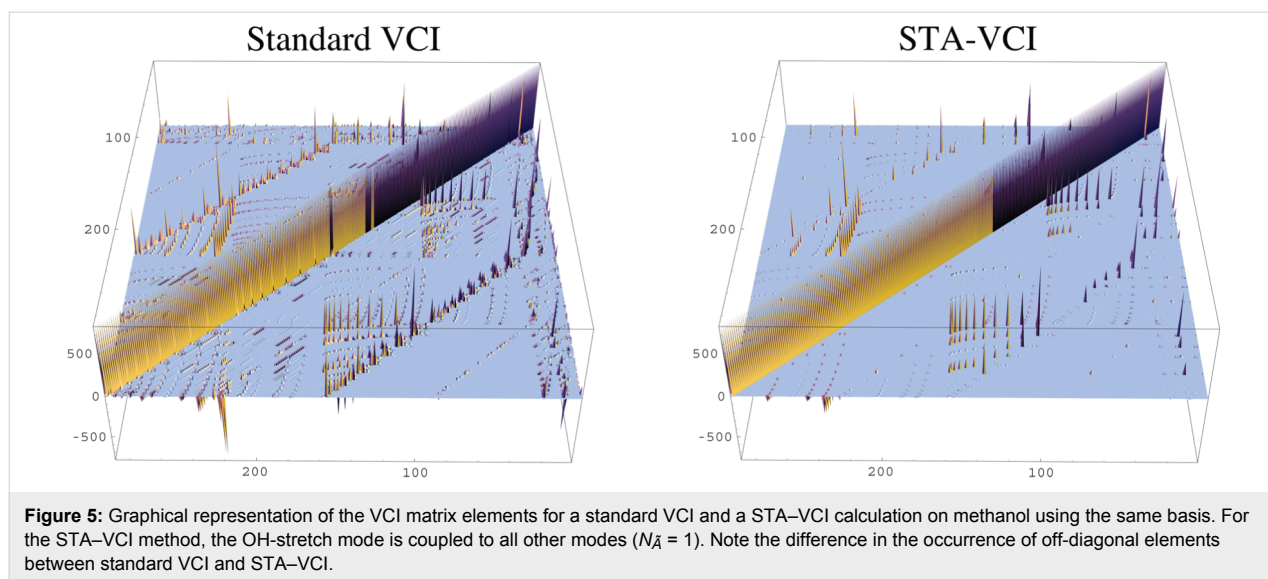 Standard VCI
STA-VCI
100
200
500
0
-500
200
100
100
200
500
0
-500
200
100
Figure 5: Graphical representation of the VCI matrix elements for a standard VCI and a STA–VCI calculation on methanol using the same basis. For
the STA–VCI method, the OH-stretch mode is coupled to all other modes (NÃ = 1). Note the difference in the occurrence of off-diagonal elements
between standard VCI and STA–VCI.